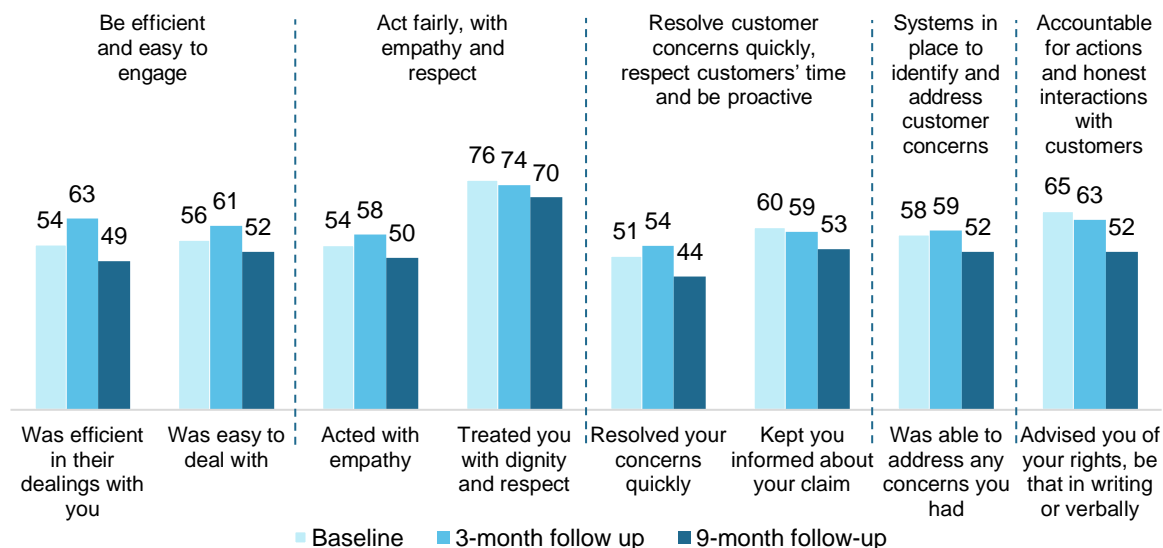 Be efficient
and easy to
engage
Act fairly, with
empathy and
respect
Resolve customer
concerns quickly,
respect customers’ time
and be proactive
Systems in
place to
identify and
address
customer
concerns
Accountable
for actions
and honest
interactions
with
customers
54
63
49
56
61
52
54
58
50
76
74
70
51
54
44
60
59
53
58
59
52
65
63
52
Was efficient
in their
dealings with
you
Was easy to
deal with
Acted with
empathy
Treated you
with dignity
and respect
Resolved your
concerns
quickly
Kept you
informed about
your claim
Was able to
address any
concerns you
had
Advised you of
your rights, be
that in writing
or verbally
Baseline
3-month follow up
9-month follow-up